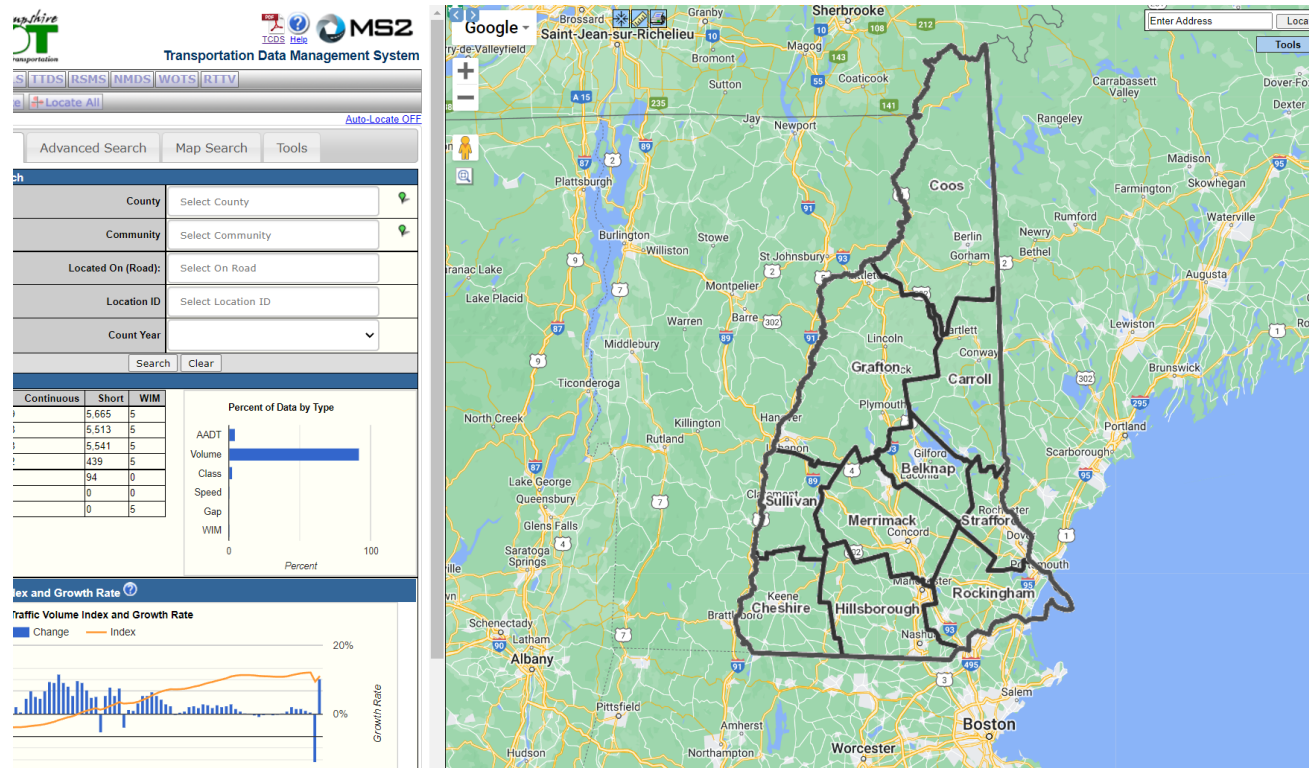 TCDS Help MS2
Transportation Data Management System
TTDS RSMS NMDS WOTS RTTV
Locate All
Auto-Locate OFF
Advanced Search Map Search Tools
County Select County
Community Select Community
Located On (Road): Select On Road
Location ID Select Location ID
Count Year
Search Clear
Continuous Short WIM
5,665 5
5,513 5
5,541 5
439 5
94 0
0 0
0 5
Percent of Data by Type
AADT
Volume
Class
Speed
Gap
WIM
0 100
Percent
and Growth Rate
Traffic Volume Index and Growth Rate
Change Index
20%
0%
Growth Rate
Google
Enter Address
Tools
Brossard
Granby
Sherbrooke
Saint-Jean-sur-Richelieu
Bromont
Magog
Sutton
Coaticook
Jay
Newport
Carrabassett
Valley
Dexter
Rangeley
Madison
Skowhegan
Farmington
Plattsburgh
Coos
Rumford
Waterville
Burlington
Williston
Stowe
Berlin
Newry
Gorham
Bethel
St Johnsbury
Augusta
Lake Placid
Montpelier
Barre
Warren
Lincoln
Conway
Lewiston
Middlebury
Grafton
Carroll
Brunswick
Ticonderoga
Plymouth
Portland
North Creek
Killington
Rutland
Hanover
Lebanon
Gilford
Belknap
Laconia
Scarborough
Lake George
Queensbury
Claremont
Sullivan
Glens Falls
Merrimack
Concord
Rochester
Strafford
Dover
Saratoga
Springs
Portsmouth
Manchester
Rockingham
Keene
Cheshire
Hillsborough
Brattleboro
Nashua
Schenectady
Latham
Albany
Salem
Pittsfield
Amherst
Boston
Hudson
Northampton
Worcester